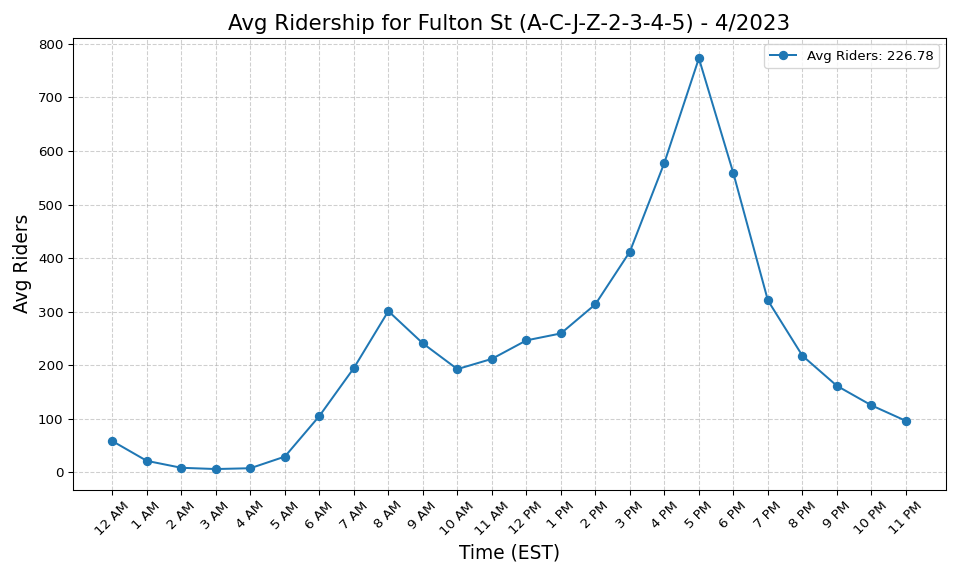 Avg Ridership for Fulton St (A-C-J-Z-2-3-4-5) - 4/2023
Avg Riders: 226.78
Avg Riders
800
700
600
500
400
300
200
100
0
12 AM
1 AM
2 AM
3 AM
4 AM
5 AM
6 AM
7 AM
8 AM
9 AM
10 AM
11 AM
12 PM
1 PM
2 PM
3 PM
4 PM
5 PM
6 PM
7 PM
8 PM
9 PM
10 PM
11 PM
Time (EST)